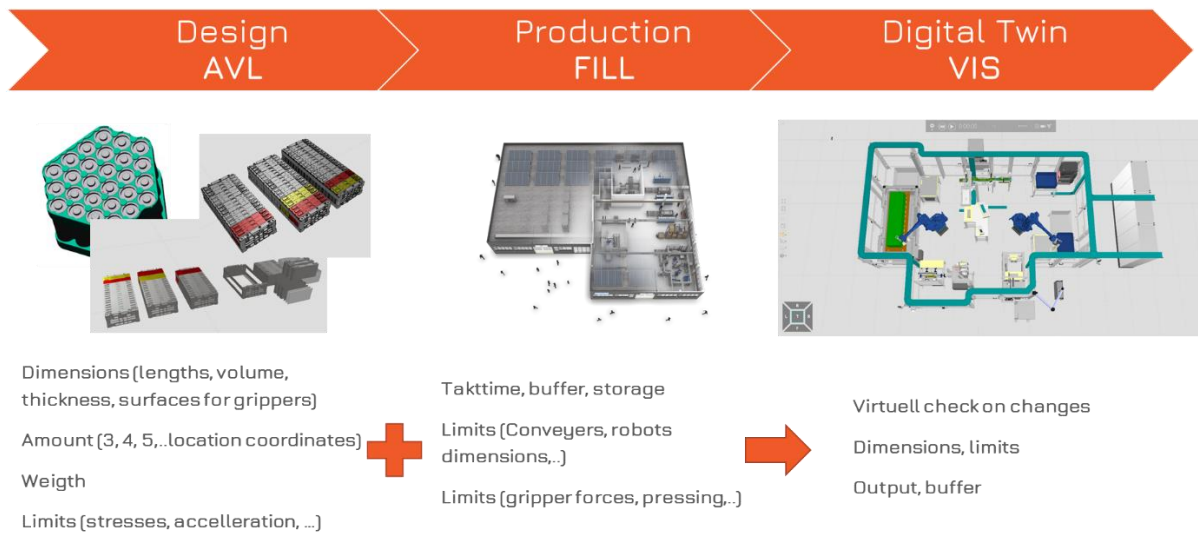 Design
AVL
Production
FILL
Digital Twin
VIS
Dimensions (lengths, volume,
thickness, surfaces for grippers)
Amount (3, 4, 5,..location coordinates)
Weigth
Limits (stresses, accelleration, ...)
Takttime, buffer, storage
Limits (Conveyers, robots
dimensions,..)
Limits (gripper forces, pressing,..)
Virtuell check on changes
Dimensions, limits
Output, buffer